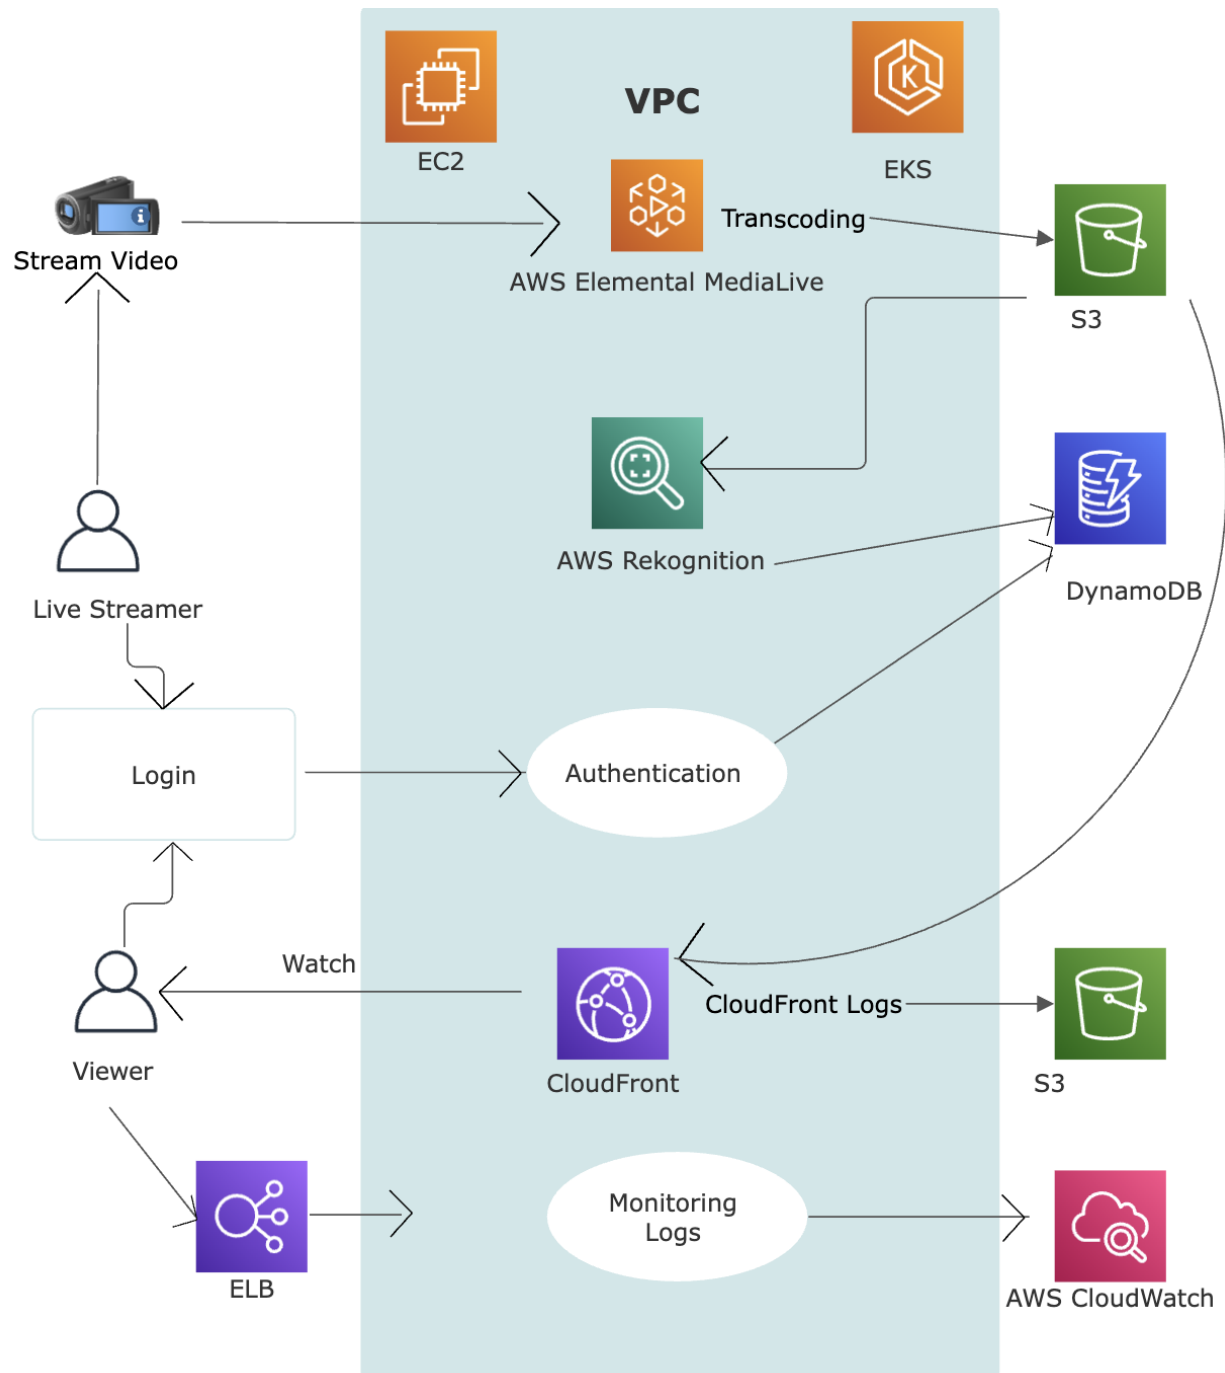 VPC
EC2
EKS
Transcoding
Stream Video
AWS Elemental MediaLive
S3
K
i
AWS Rekognition
DynamoDB
Live Streamer
Login
Authentication
Watch
CloudFront Logs
Viewer
CloudFront
S3
Monitoring
Logs
ELB
AWS CloudWatch